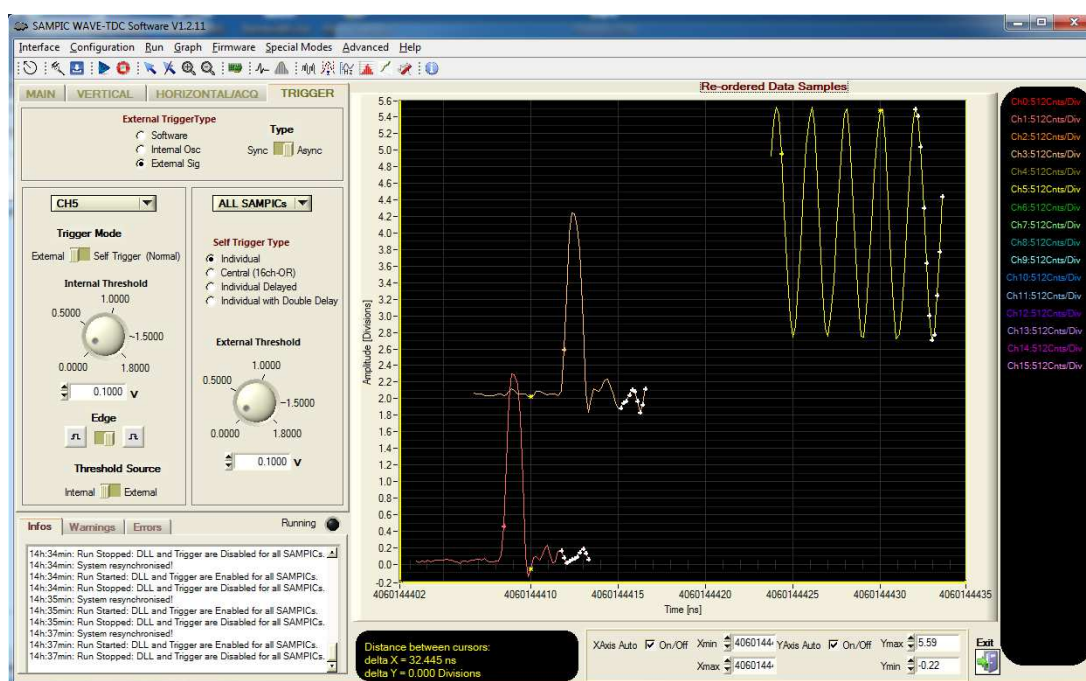 SAMPIC WAVE-TDC Software V1.2.11
Interface Configuration Run Graph Firmware Special Modes Advanced Help
MAIN VERTICAL HORIZONTAL/ACQ TRIGGER
External TriggerType
Software
Internal Osc
External Sig
Type
Sync Async
CH5
Trigger Mode
External Self Trigger (Normal)
Internal Threshold
1.0000
0.5000
~1.5000
0.0000 1.8000
0.1000 V
Edge
Threshold Source
Internal External
ALL SAMPICs
Self Trigger Type
Individual
Central (16ch-OR)
Individual Delayed
Individual with Double Delay
External Threshold
1.0000
0.5000
~1.5000
0.0000 1.8000
0.1000 V
Infos Warnings Errors Running
14h:34min: Run Stopped: DLL and Trigger are Disabled for all SAMPICs.
14h:34min: System resynchronised!
14h:34min: Run Started: DLL and Trigger are Enabled for all SAMPICs.
14h:34min: Run Stopped: DLL and Trigger are Disabled for all SAMPICs.
14h:35min: System resynchronised!
14h:35min: Run Started: DLL and Trigger are Enabled for all SAMPICs.
14h:35min: Run Stopped: DLL and Trigger are Disabled for all SAMPICs.
14h:37min: System resynchronised!
14h:37min: Run Started: DLL and Trigger are Enabled for all SAMPICs.
14h:37min: Run Stopped: DLL and Trigger are Disabled for all SAMPICs.
Re-ordered Data Samples
Amplitude [Divisions]
5.6
5.4
5.2
5.0
4.8
4.6
4.4
4.2
4.0
3.8
3.6
3.4
3.2
3.0
2.8
2.6
2.4
2.2
2.0
1.8
1.6
1.4
1.2
1.0
0.8
0.6
0.4
0.2
0.0
-0.2
4060144402 4060144410 4060144415 4060144420 4060144425 4060144430 4060144435
Time [ns]
Ch0:512Cnts/Div
Ch1:512Cnts/Div
Ch2:512Cnts/Div
Ch3:512Cnts/Div
Ch4:512Cnts/Div
Ch5:512Cnts/Div
Ch6:512Cnts/Div
Ch7:512Cnts/Div
Ch8:512Cnts/Div
Ch9:512Cnts/Div
Ch10:512Cnts/Div
Ch11:512Cnts/Div
Ch12:512Cnts/Div
Ch13:512Cnts/Div
Ch14:512Cnts/Div
Ch15:512Cnts/Div
Distance between cursors:
delta X = 32.445 ns
delta Y = 0.000 Divisions
XAxis Auto On/Off Xmin 4060144 YAxis Auto On/Off Ymax 5.59
Xmax 4060144 Ymin -0.22
Exit